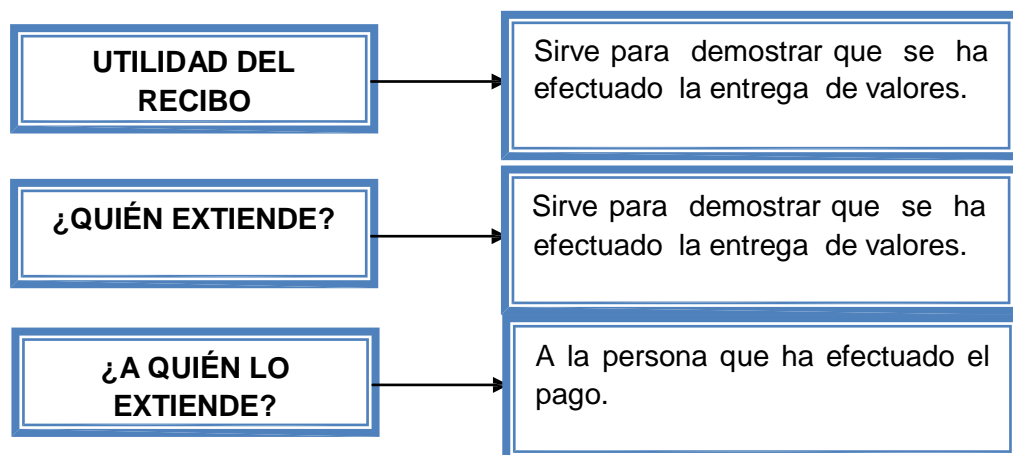 UTILIDAD DEL
RECIBO
Sirve para demostrar que se ha
efectuado la entrega de valores.
¿QUIÉN EXTIENDE?
Sirve para demostrar que se ha
efectuado la entrega de valores.
¿A QUIÉN LO
EXTIENDE?
A la persona que ha efectuado el
pago.